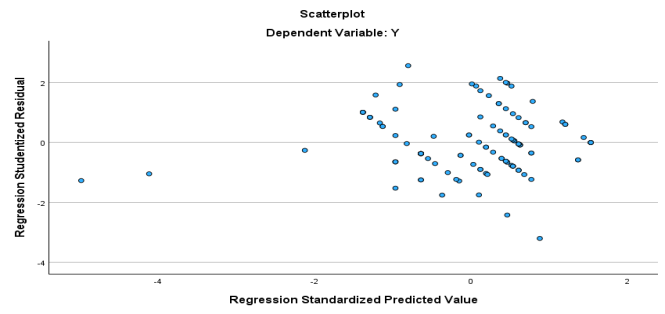 Scatterplot
Dependent Variable: Y
Regression Studentized Residual
2
0
-2
-4
-4
-2
0
2
Regression Standardized Predicted Value